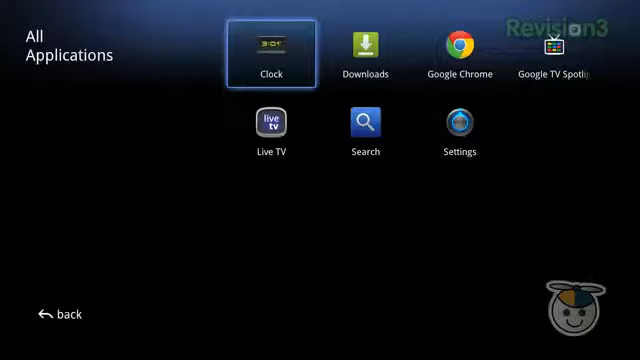 All
Applications
Revision3
3:01
Clock
Downloads
Google Chrome
Google TV Spotli
live
tv
Live TV
Search
Settings
back